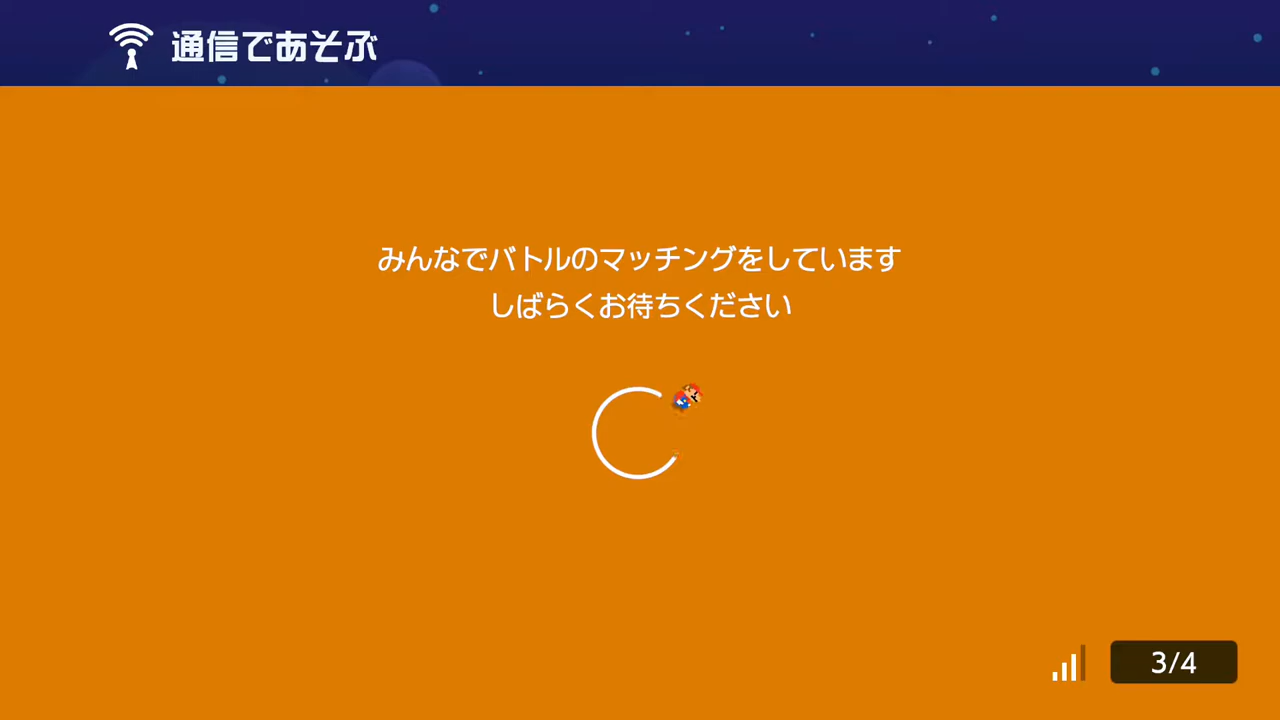 通信であそぶ
みんなでバトルのマッチングをしています
しばらくお待ちください
3/4